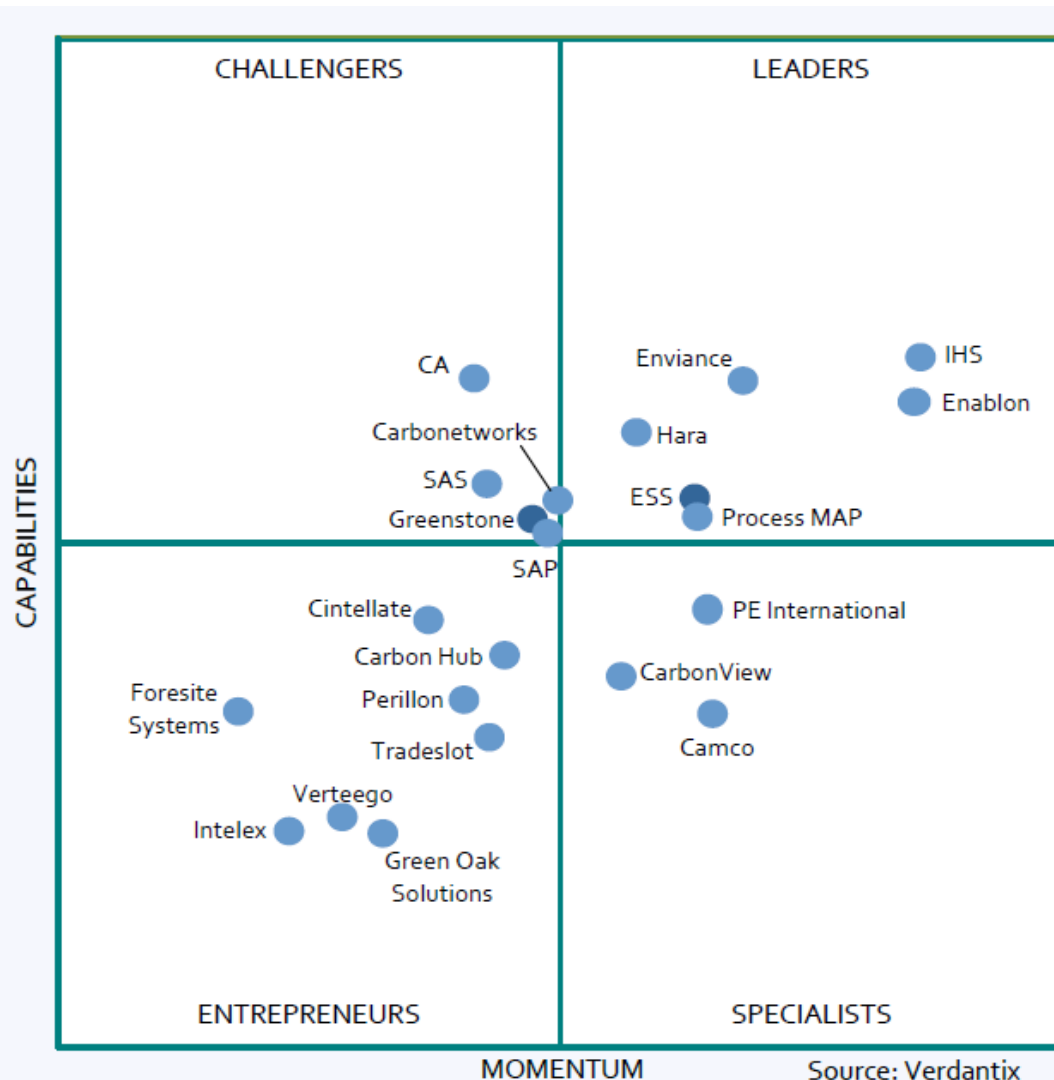 CHALLENGERS
LEADERS
CA
Enviance
IHS
Enablon
Carbonetworks
Hara
SAS
ESS
Greenstone
Process MAP
SAP
CAPABILITIES
Cintellate
PE International
Carbon Hub
CarbonView
Foresite
Systems
Perillon
Tradeslot
Camco
Verteego
Intelex
Green Oak
Solutions
ENTREPRENEURS
SPECIALISTS
MOMENTUM
Source: Verdantix